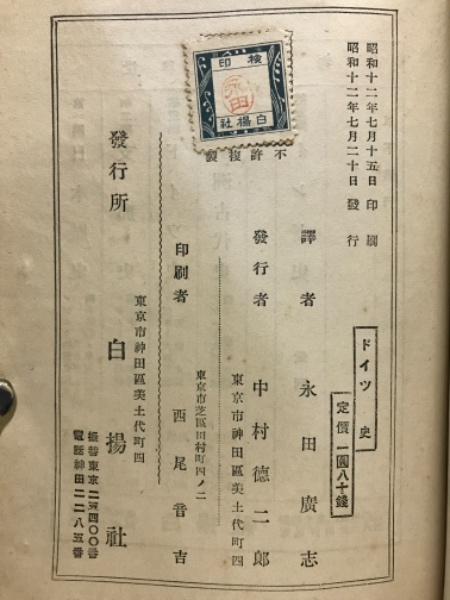 昭和十二年七月十五日印刷
昭和十二年七月二十日發行
ドイツ史
定價一圓八十錢
檢印
永田
白揚社
不許複製
譯者 永田廣志
發行者 中村德二郎
東京市神田區美土代町四
印刷者 西尾音吉
東京市芝區田村町四ノ二
發行所 白揚社
東京市神田區美土代町四
振替東京二五四〇〇番
電話神田二二八五番